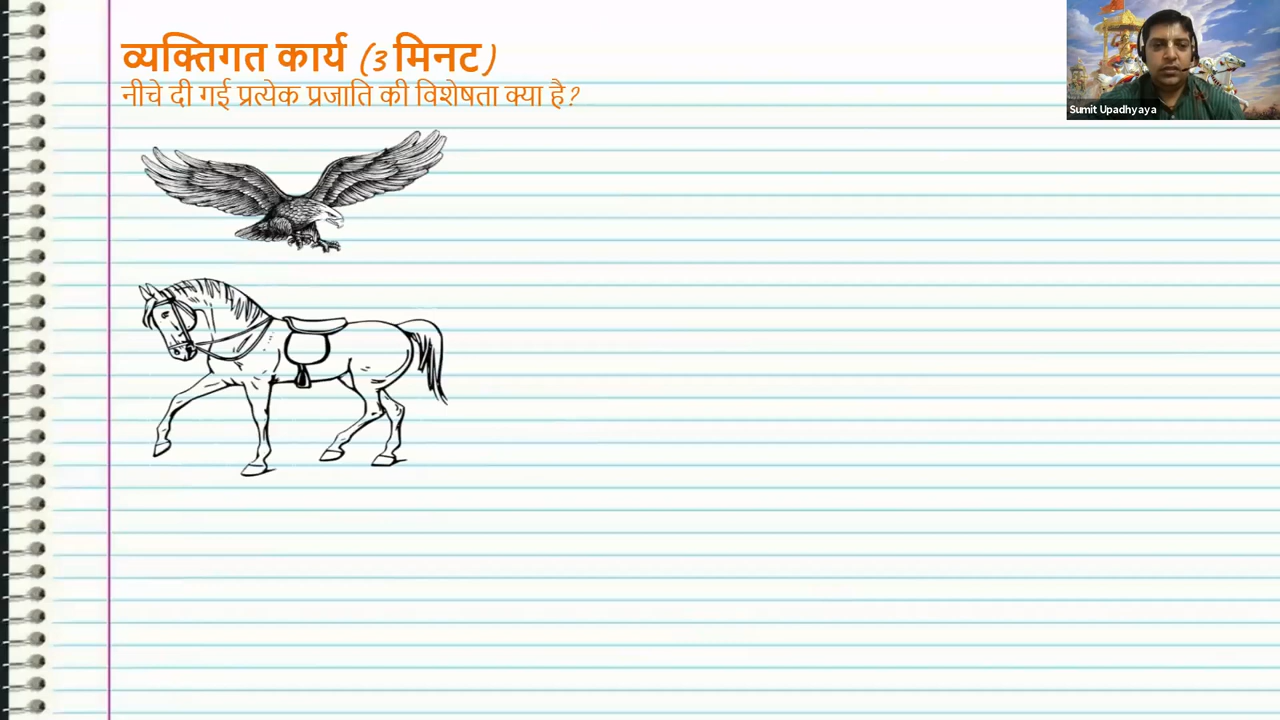 व्यक्तिगत कार्य (3 मिनट)
नीचे दी गई प्रत्येक प्रजाति की विशेषता क्या है?
Sumit Upadhyaya